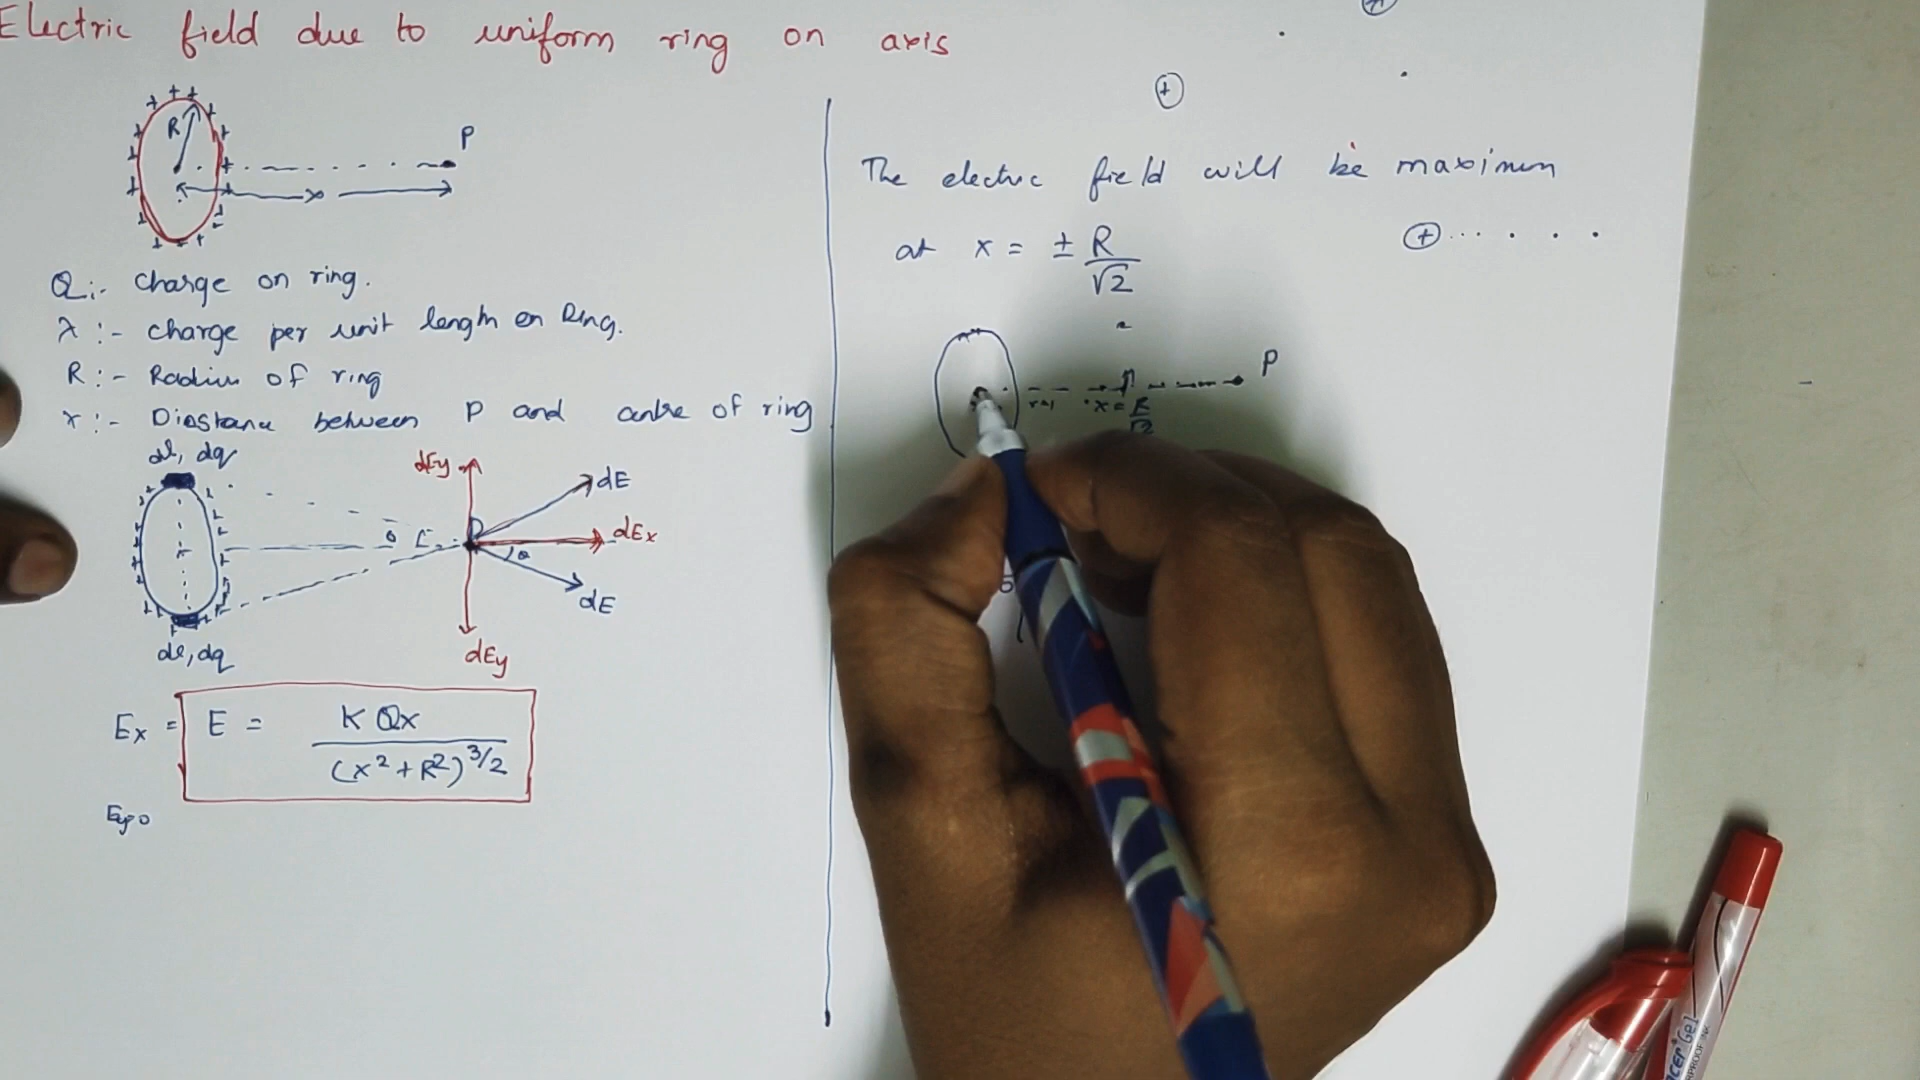 Electric field due to uniform ring on axis
R
P
x
Q:- Charge on ring.
λ :- Charge per unit length on Ring.
R :- Radius of ring
x :- Diastance between P and centre of ring
dl, dq
dEy
dE
P
θ
dEx
θ
dE
dl, dq
dEy
Ex = E = KQx / (x² + R²)^3/2
Ey=0
+
The electric field will be maximum
at x = ± R/√2
+
P
x = R/√2